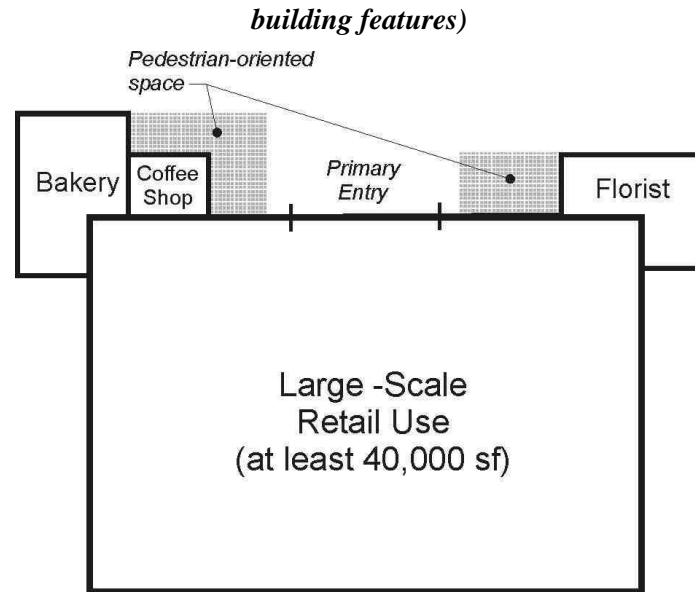 building features)
Pedestrian-oriented
space
Bakery
Coffee
Shop
Primary
Entry
Florist
Large -Scale
Retail Use
(at least 40,000 sf)